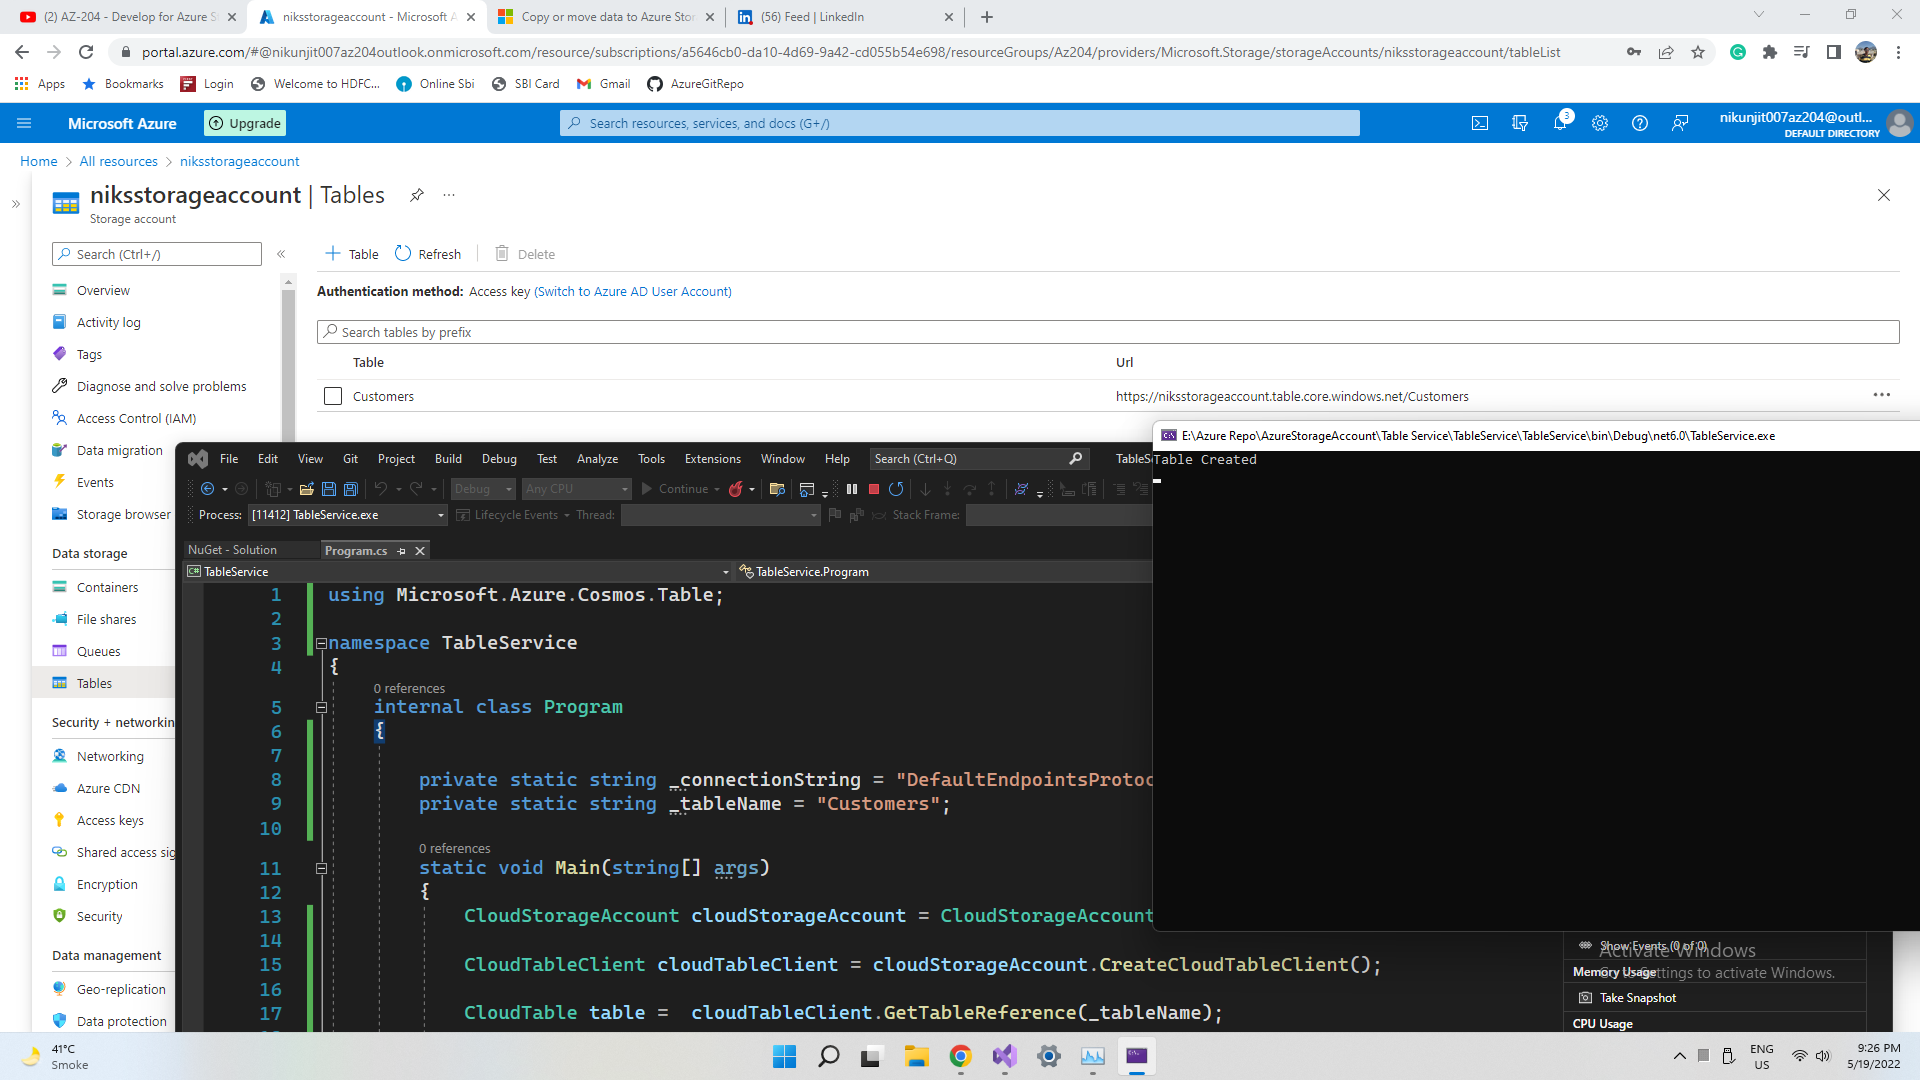 (2) AZ-204 - Develop for Azure S
niksstorageaccount - Microsoft A
Copy or move data to Azure Stor
(56) Feed | LinkedIn
portal.azure.com/#@nikunjit007az204outlook.onmicrosoft.com/resource/subscriptions/a5646cb0-da10-4d69-9a42-cd055b54e698/resourceGroups/Az204/providers/Microsoft.Storage/storageAccounts/niksstorageaccount/tableList
Apps
Bookmarks
Login
Welcome to HDFC...
Online Sbi
SBI Card
Gmail
AzureGitRepo
Microsoft Azure
Upgrade
Search resources, services, and docs (G+/)
3
nikunjit007az204@outl...
DEFAULT DIRECTORY
Home > All resources > niksstorageaccount
niksstorageaccount | Tables
Storage account
Search (Ctrl+/)
Table
Refresh
Delete
Authentication method: Access key (Switch to Azure AD User Account)
Search tables by prefix
Table
Url
Customers
https://niksstorageaccount.table.core.windows.net/Customers
Overview
Activity log
Tags
Diagnose and solve problems
Access Control (IAM)
Data migration
Events
Storage browser
Data storage
Containers
File shares
Queues
Tables
Security + networkin
Networking
Azure CDN
Access keys
Shared access sig
Encryption
Security
Data management
Geo-replication
Data protection
File Edit View Git Project Build Debug Test Analyze Tools Extensions Window Help
Search (Ctrl+Q)
TableS
Debug
Any CPU
Continue
Process: [11412] TableService.exe
Lifecycle Events
Thread:
Stack Frame:
NuGet - Solution
Program.cs
C# TableService
TableService.Program
1 using Microsoft.Azure.Cosmos.Table;
2
3 namespace TableService
4 {
0 references
5 internal class Program
6 {
7
8 private static string _connectionString = "DefaultEndpointsProtoc
9 private static string _tableName = "Customers";
10
0 references
11 static void Main(string[] args)
12 {
13 CloudStorageAccount cloudStorageAccount = CloudStorageAccount
14
15 CloudTableClient cloudTableClient = cloudStorageAccount.CreateCloudTableClient();
16
17 CloudTable table = cloudTableClient.GetTableReference(_tableName);
E:\Azure Repo\AzureStorageAccount\Table Service\TableService\TableService\bin\Debug\net6.0\TableService.exe
Table Created
Show Events (0 of 0)
Activate Windows
Memory Usage
Go to Settings to activate Windows.
Take Snapshot
CPU Usage
41°C
Smoke
ENG
US
9:26 PM
5/19/2022